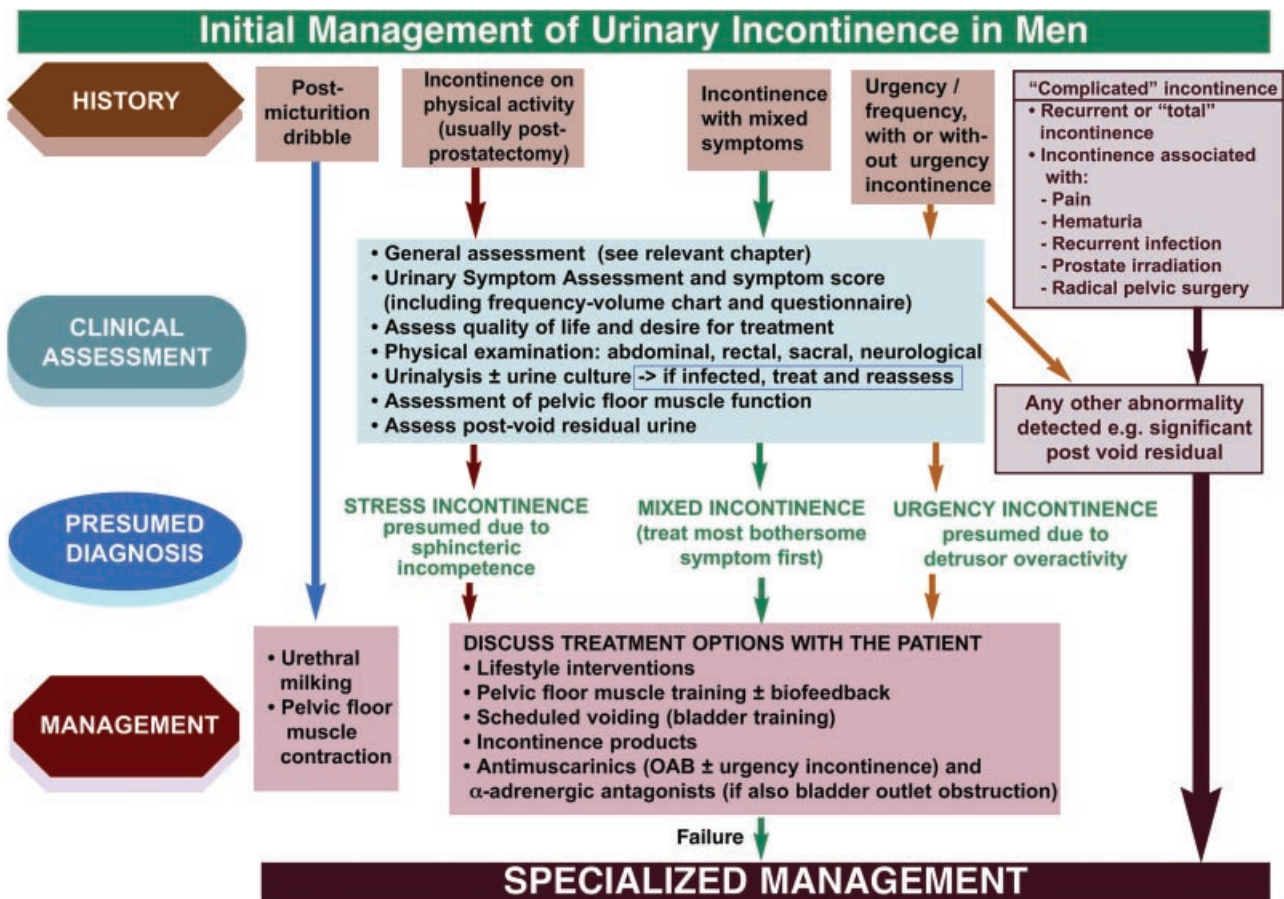 Initial Management of Urinary Incontinence in Men
HISTORY
Post-
micturition
dribble
Incontinence on
physical activity
(usually post-
prostatectomy)
Incontinence
with mixed
symptoms
Urgency /
frequency,
with or with-
out urgency
incontinence
“Complicated” incontinence
• Recurrent or “total”
incontinence
• Incontinence associated
with:
- Pain
- Hematuria
- Recurrent infection
- Prostate irradiation
- Radical pelvic surgery
CLINICAL
ASSESSMENT
• General assessment (see relevant chapter)
• Urinary Symptom Assessment and symptom score
(including frequency-volume chart and questionnaire)
• Assess quality of life and desire for treatment
• Physical examination: abdominal, rectal, sacral, neurological
• Urinalysis ± urine culture -> if infected, treat and reassess
• Assessment of pelvic floor muscle function
• Assess post-void residual urine
Any other abnormality
detected e.g. significant
post void residual
PRESUMED
DIAGNOSIS
STRESS INCONTINENCE
presumed due to
sphincteric
incompetence
MIXED INCONTINENCE
(treat most bothersome
symptom first)
URGENCY INCONTINENCE
presumed due to
detrusor overactivity
MANAGEMENT
• Urethral
milking
• Pelvic floor
muscle
contraction
DISCUSS TREATMENT OPTIONS WITH THE PATIENT
• Lifestyle interventions
• Pelvic floor muscle training ± biofeedback
• Scheduled voiding (bladder training)
• Incontinence products
• Antimuscarinics (OAB ± urgency incontinence) and
α-adrenergic antagonists (if also bladder outlet obstruction)
Failure
SPECIALIZED MANAGEMENT